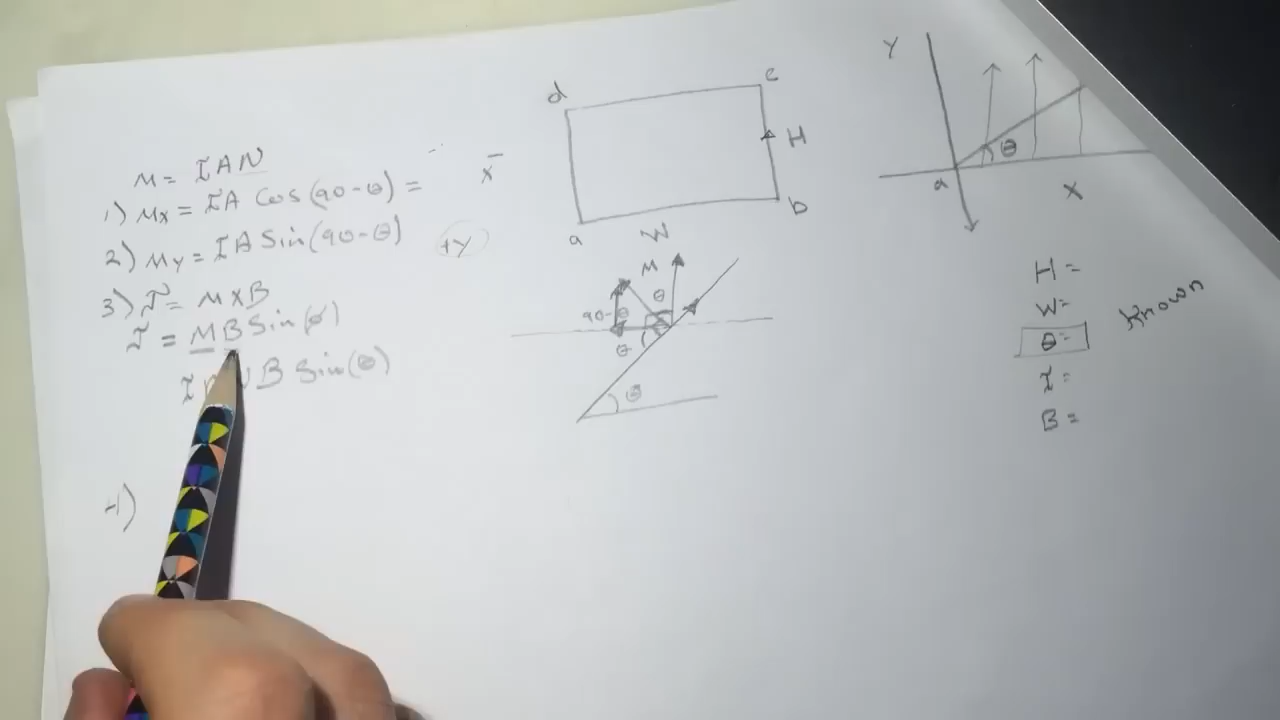 M = IAN
1) Mx = IA Cos(90-θ) = x̄
2) My = IA Sin(90-θ) +Y
3) τ = M X B
τ = MB Sin(φ)
B Sin(θ)
4)
d
c
H
b
a
W
M
θ
90-θ
θ
θ
Y
θ
a
X
H =
W =
θ =
I =
B =
Known